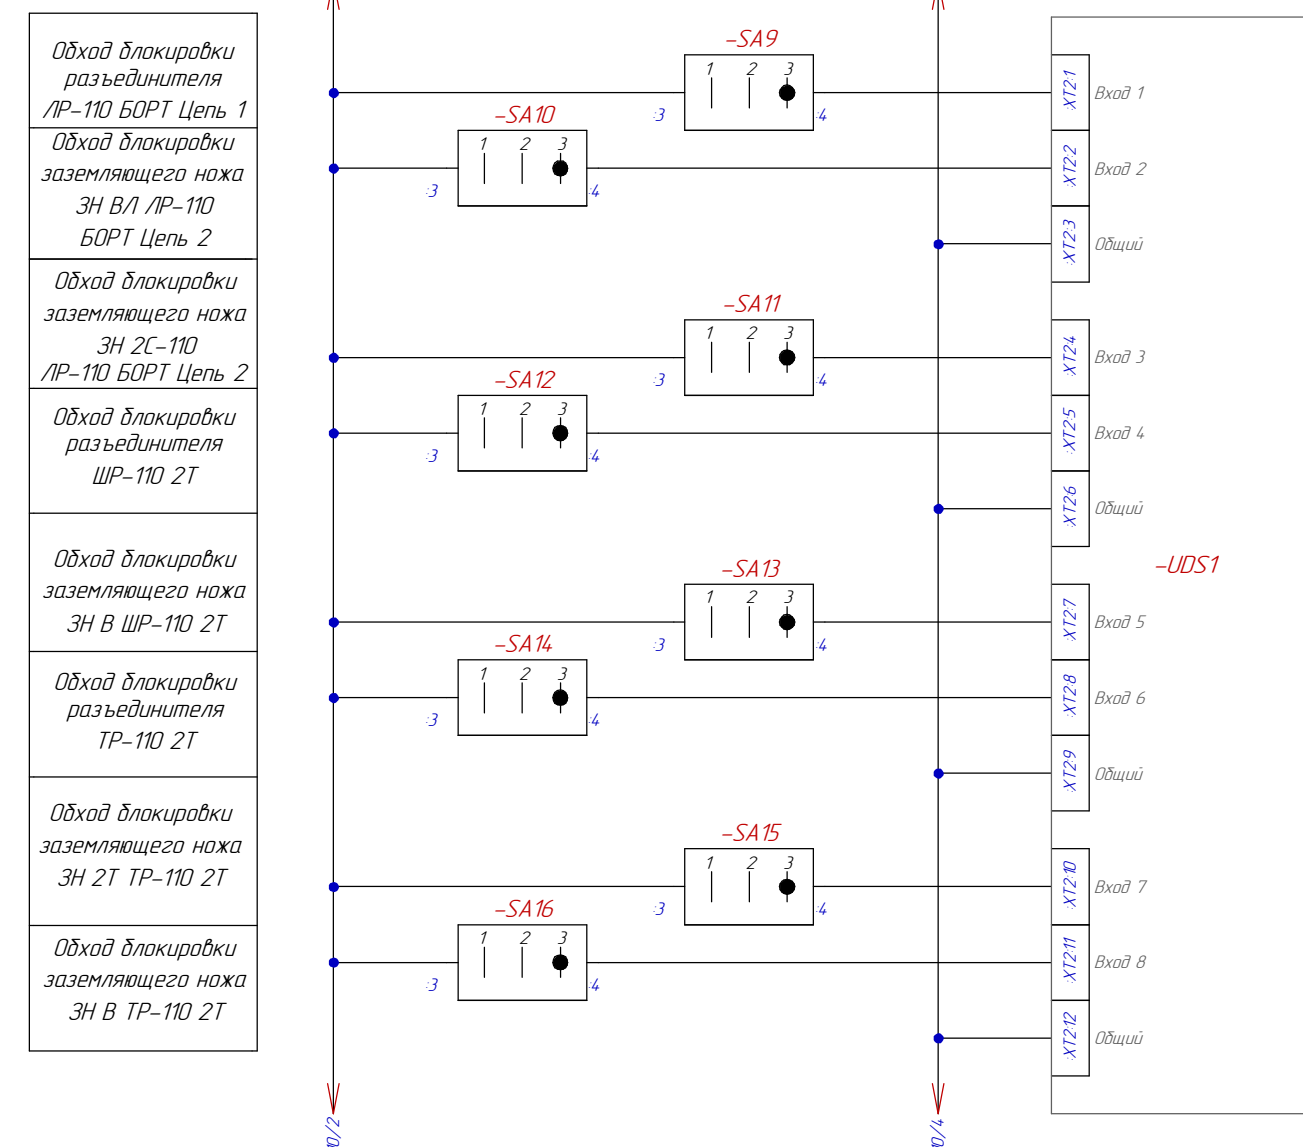 Обход блокировки
разъединителя
ЛР-110 БОРТ Цепь 1
Обход блокировки
заземляющего ножа
ЗН ВЛ ЛР-110
БОРТ Цепь 2
Обход блокировки
заземляющего ножа
ЗН 2С-110
ЛР-110 БОРТ Цепь 2
Обход блокировки
разъединителя
ШР-110 2Т
Обход блокировки
заземляющего ножа
ЗН В ШР-110 2Т
Обход блокировки
разъединителя
ТР-110 2Т
Обход блокировки
заземляющего ножа
ЗН 2Т ТР-110 2Т
Обход блокировки
заземляющего ножа
ЗН В ТР-110 2Т
-SA9
1 2 3
:3 :4
-SA10
1 2 3
:3 :4
-SA11
1 2 3
:3 :4
-SA12
1 2 3
:3 :4
-SA13
1 2 3
:3 :4
-SA14
1 2 3
:3 :4
-SA15
1 2 3
:3 :4
-SA16
1 2 3
:3 :4
:XT2:1 Вход 1
:XT2:2 Вход 2
:XT2:3 Общий
:XT2:4 Вход 3
:XT2:5 Вход 4
:XT2:6 Общий
-UDS1
:XT2:7 Вход 5
:XT2:8 Вход 6
:XT2:9 Общий
:XT2:10 Вход 7
:XT2:11 Вход 8
:XT2:12 Общий